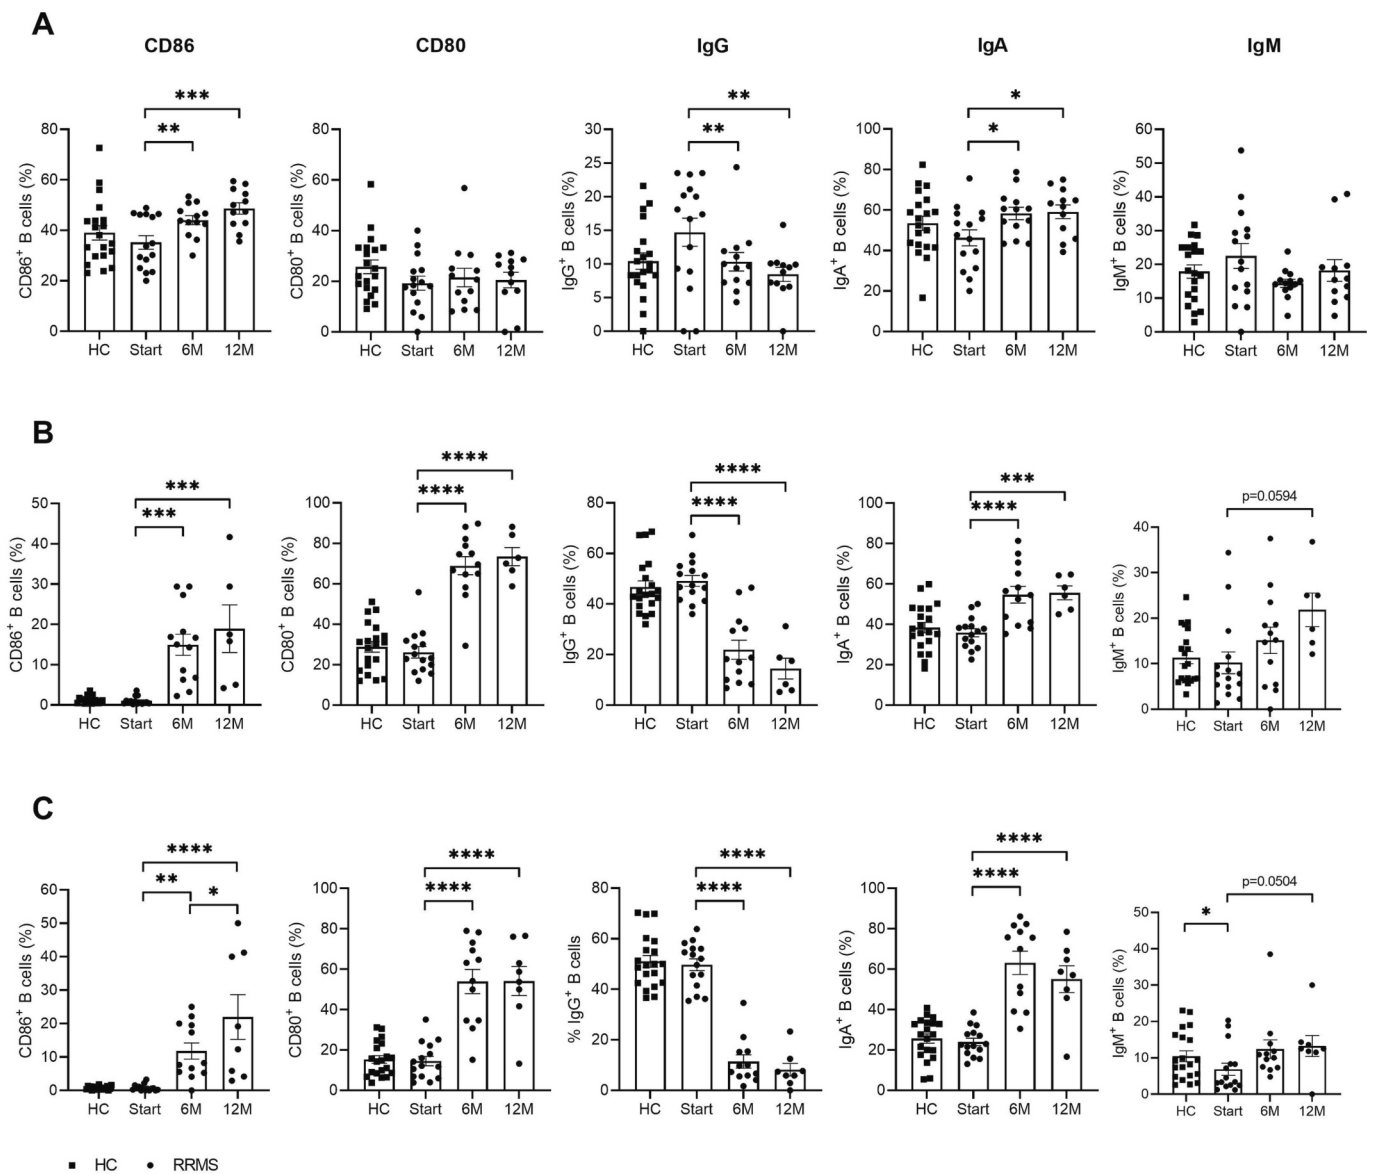 A
CD86 CD80 IgG IgA IgM
*** ** ** ** * *
CD86+ B cells (%) 80 60 40 20 0 HC Start 6M 12M
CD80+ B cells (%) 80 60 40 20 0 HC Start 6M 12M
IgG+ B cells (%) 30 25 20 15 10 5 0 HC Start 6M 12M
IgA+ B cells (%) 100 80 60 40 20 0 HC Start 6M 12M
IgM+ B cells (%) 60 50 40 30 20 10 0 HC Start 6M 12M
B
*** *** **** **** **** **** *** **** p=0.0594
CD86+ B cells (%) 50 40 30 20 10 0 HC Start 6M 12M
CD80+ B cells (%) 100 80 60 40 20 0 HC Start 6M 12M
IgG+ B cells (%) 80 60 40 20 0 HC Start 6M 12M
IgA+ B cells (%) 100 80 60 40 20 0 HC Start 6M 12M
IgM+ B cells (%) 40 30 20 10 0 HC Start 6M 12M
C
**** ** * **** **** **** **** **** **** p=0.0504 *
CD86+ B cells (%) 60 50 40 30 20 10 0 HC Start 6M 12M
CD80+ B cells (%) 100 80 60 40 20 0 HC Start 6M 12M
% IgG+ B cells 80 60 40 20 0 HC Start 6M 12M
IgA+ B cells (%) 100 80 60 40 20 0 HC Start 6M 12M
IgM+ B cells (%) 50 40 30 20 10 0 HC Start 6M 12M
HC RRMS